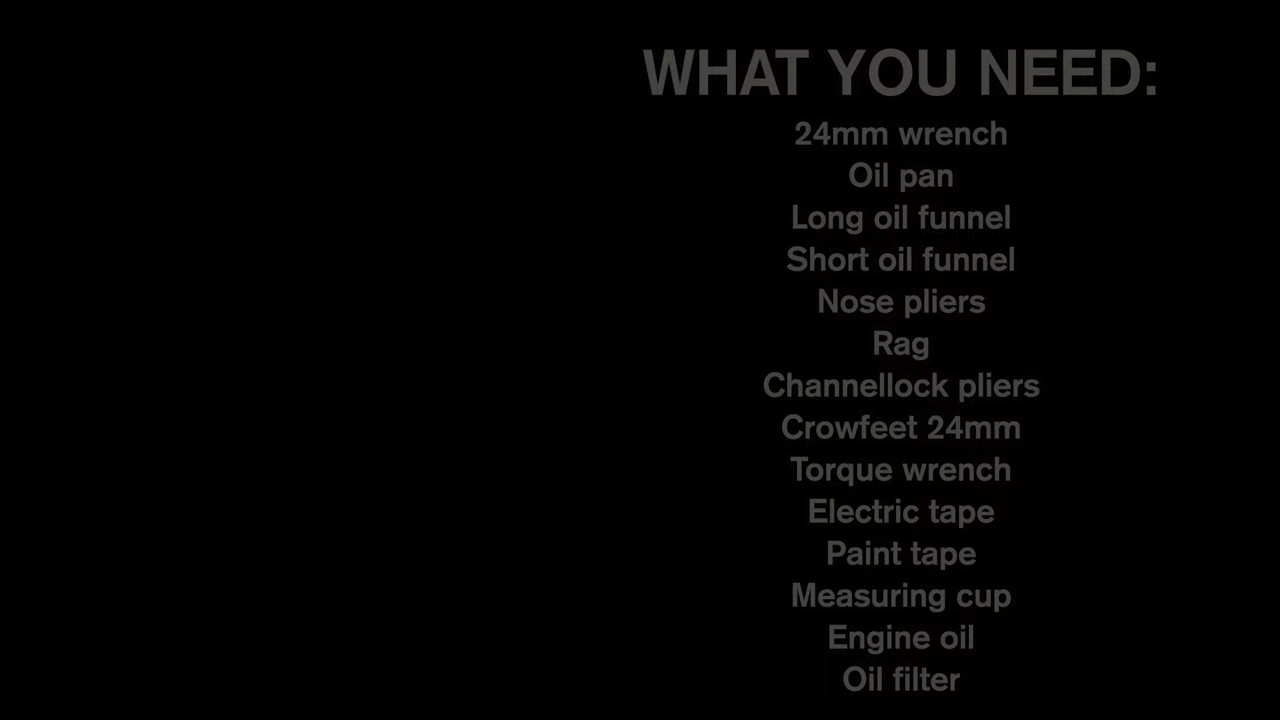 WHAT YOU NEED:
24mm wrench
Oil pan
Long oil funnel
Short oil funnel
Nose pliers
Rag
Channellock pliers
Crowfeet 24mm
Torque wrench
Electric tape
Paint tape
Measuring cup
Engine oil
Oil filter